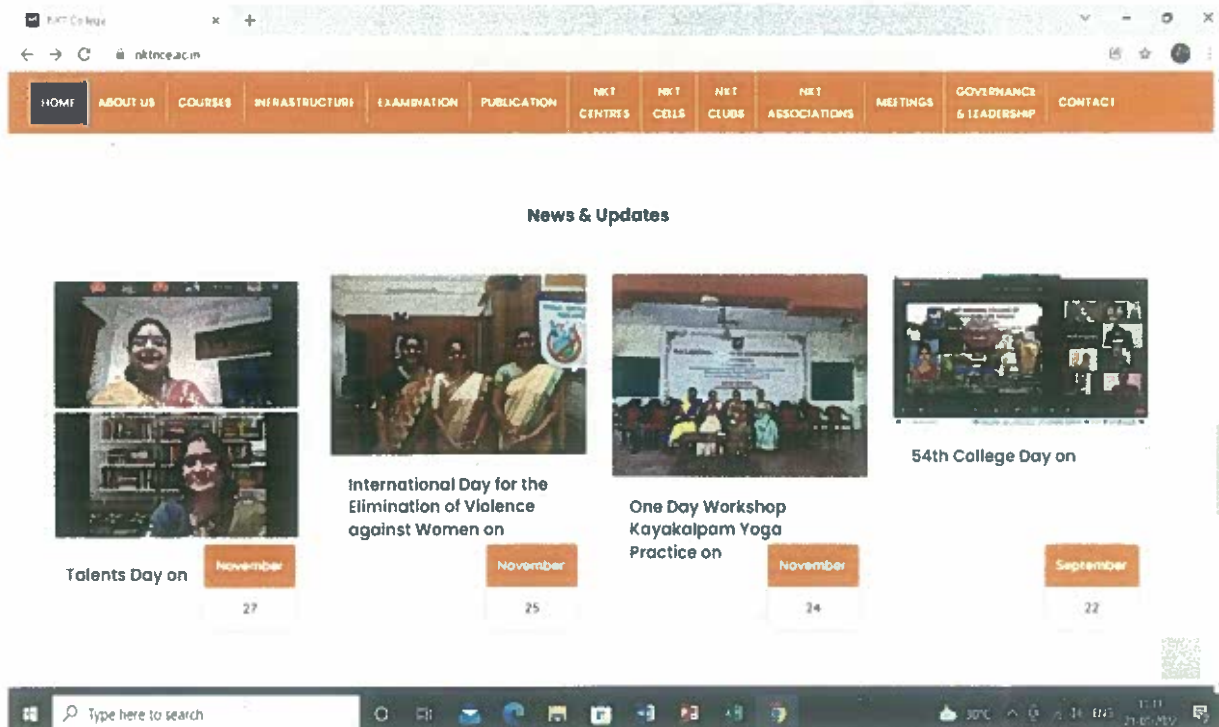 NKT College
nktnce.ac.in
HOME
ABOUT US
COURSES
INFRASTRUCTURE
EXAMINATION
PUBLICATION
NKT
CENTRES
NKT
CELLS
NKT
CLUBS
NKT
ASSOCIATIONS
MEETINGS
GOVERNANCE
& LEADERSHIP
CONTACT
News & Updates
Talents Day on
November
27
International Day for the
Elimination of Violence
against Women on
November
25
One Day Workshop
Kayakalpam Yoga
Practice on
November
24
54th College Day on
September
22
Type here to search
30°C
ENG